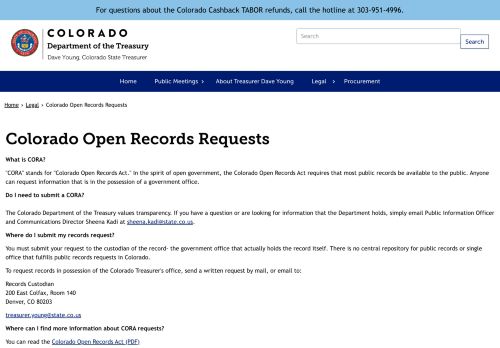 For questions about the Colorado Cashback TABOR refunds, call the hotline at 303-951-4996.
COLORADO
Department of the Treasury
Dave Young, Colorado State Treasurer
Search
Search
Home
Public Meetings
About Treasurer Dave Young
Legal
Procurement
Home › Legal › Colorado Open Records Requests
Colorado Open Records Requests
What is CORA?
"CORA" stands for "Colorado Open Records Act." In the spirit of open government, the Colorado Open Records Act requires that most public records be available to the public. Anyone
can request information that is in the possession of a government office.
Do I need to submit a CORA?
The Colorado Department of the Treasury values transparency. If you have a question or are looking for information that the Department holds, simply email Public Information Officer
and Communications Director Sheena Kadi at sheena.kadi@state.co.us.
Where do I submit my records request?
You must submit your request to the custodian of the record- the government office that actually holds the record itself. There is no central repository for public records or single
office that fulfills public records requests in Colorado.
To request records in possession of the Colorado Treasurer's office, send a written request by mail, or email to:
Records Custodian
200 East Colfax, Room 140
Denver, CO 80203
treasurer.young@state.co.us
Where can I find more information about CORA requests?
You can read the Colorado Open Records Act (PDF)